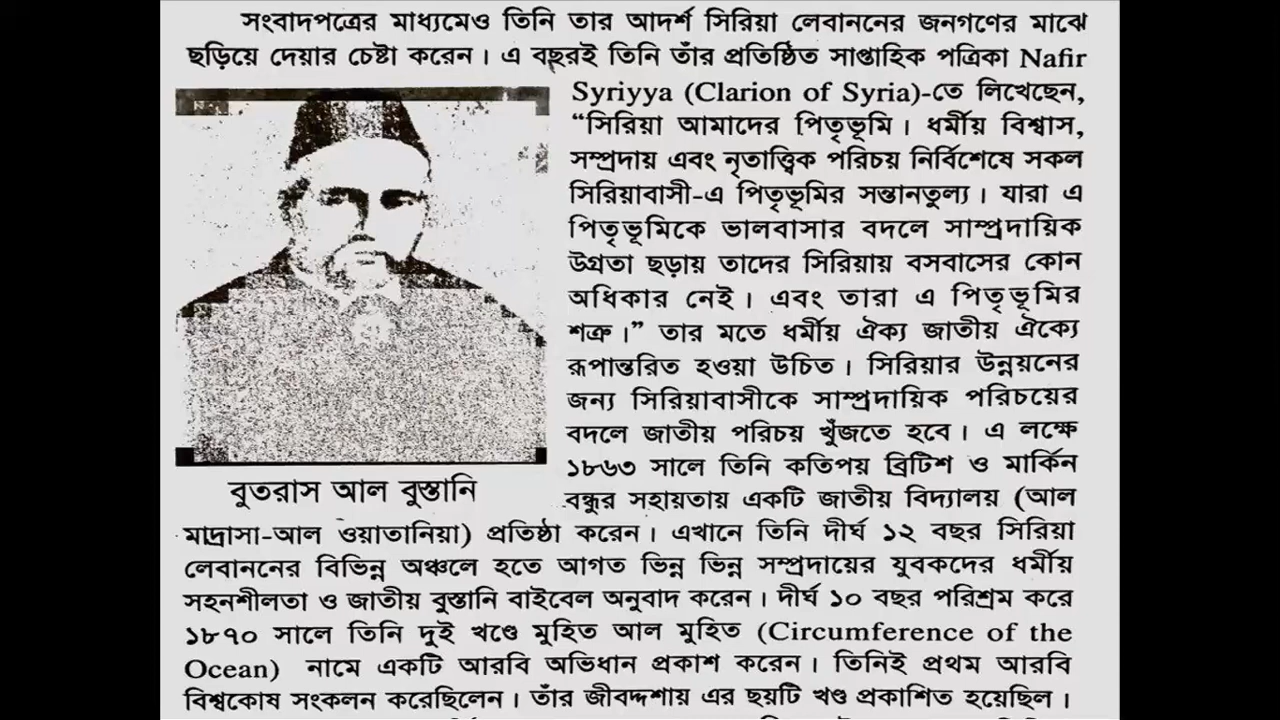 সংবাদপত্রের মাধ্যমেও তিনি তার আদর্শ সিরিয়া লেবাননের জনগণের মাঝে
ছড়িয়ে দেয়ার চেষ্টা করেন। এ বছরই তিনি তাঁর প্রতিষ্ঠিত সাপ্তাহিক পত্রিকা Nafir
Syriyya (Clarion of Syria)-তে লিখেছেন,
“সিরিয়া আমাদের পিতৃভূমি। ধর্মীয় বিশ্বাস,
সম্প্রদায় এবং নৃতাত্ত্বিক পরিচয় নির্বিশেষে সকল
সিরিয়াবাসী-এ পিতৃভূমির সন্তানতুল্য। যারা এ
পিতৃভূমিকে ভালবাসার বদলে সাম্প্রদায়িক
উগ্রতা ছড়ায় তাদের সিরিয়ায় বসবাসের কোন
অধিকার নেই। এবং তারা এ পিতৃভূমির
শত্রু।” তার মতে ধর্মীয় ঐক্য জাতীয় ঐক্যে
রূপান্তরিত হওয়া উচিত। সিরিয়ার উন্নয়নের
জন্য সিরিয়াবাসীকে সাম্প্রদায়িক পরিচয়ের
বদলে জাতীয় পরিচয় খুঁজতে হবে। এ লক্ষে
১৮৬৩ সালে তিনি কতিপয় ব্রিটিশ ও মার্কিন
বন্ধুর সহায়তায় একটি জাতীয় বিদ্যালয় (আল
বুতরাস আল বুস্তানি
মাদ্রাসা-আল ওয়াতানিয়া) প্রতিষ্ঠা করেন। এখানে তিনি দীর্ঘ ১২ বছর সিরিয়া
লেবাননের বিভিন্ন অঞ্চলে হতে আগত ভিন্ন ভিন্ন সম্প্রদায়ের যুবকদের ধর্মীয়
সহনশীলতা ও জাতীয় বুস্তানি বাইবেল অনুবাদ করেন। দীর্ঘ ১০ বছর পরিশ্রম করে
১৮৭০ সালে তিনি দুই খণ্ডে মুহিত আল মুহিত (Circumference of the
Ocean) নামে একটি আরবি অভিধান প্রকাশ করেন। তিনিই প্রথম আরবি
বিশ্বকোষ সংকলন করেছিলেন। তাঁর জীবদ্দশায় এর ছয়টি খণ্ড প্রকাশিত হয়েছিল।